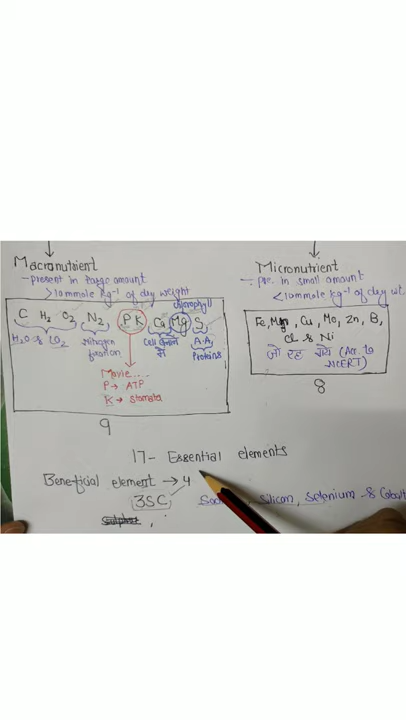 Macronutrient
- present in large amount
>10mmole kg⁻¹ of dry weight
chlorophyll
C H₂ O₂ N₂, P K Ca Mg S
H₂O & CO₂ Nitrogen fixation Cell में A.A, Proteins
Movie....
P → ATP
K → Stomata
9
Micronutrient
- pre. in small amount
<10mmole kg⁻¹ of dry wt
Fe, Mn, Cu, Mo, Zn, B,
Cl & Ni
जो रह गये (Acc. to NCERT)
8
17- Essential elements
Beneficial element → 4
3SC Silicon, Selenium & Cobalt